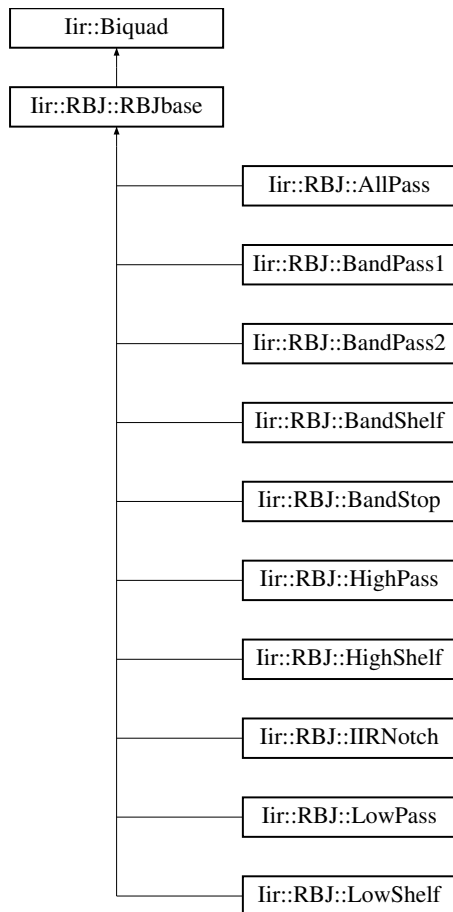 Iir::Biquad
Iir::RBJ::RBJbase
Iir::RBJ::AllPass
Iir::RBJ::BandPass1
Iir::RBJ::BandPass2
Iir::RBJ::BandShelf
Iir::RBJ::BandStop
Iir::RBJ::HighPass
Iir::RBJ::HighShelf
Iir::RBJ::IIRNotch
Iir::RBJ::LowPass
Iir::RBJ::LowShelf